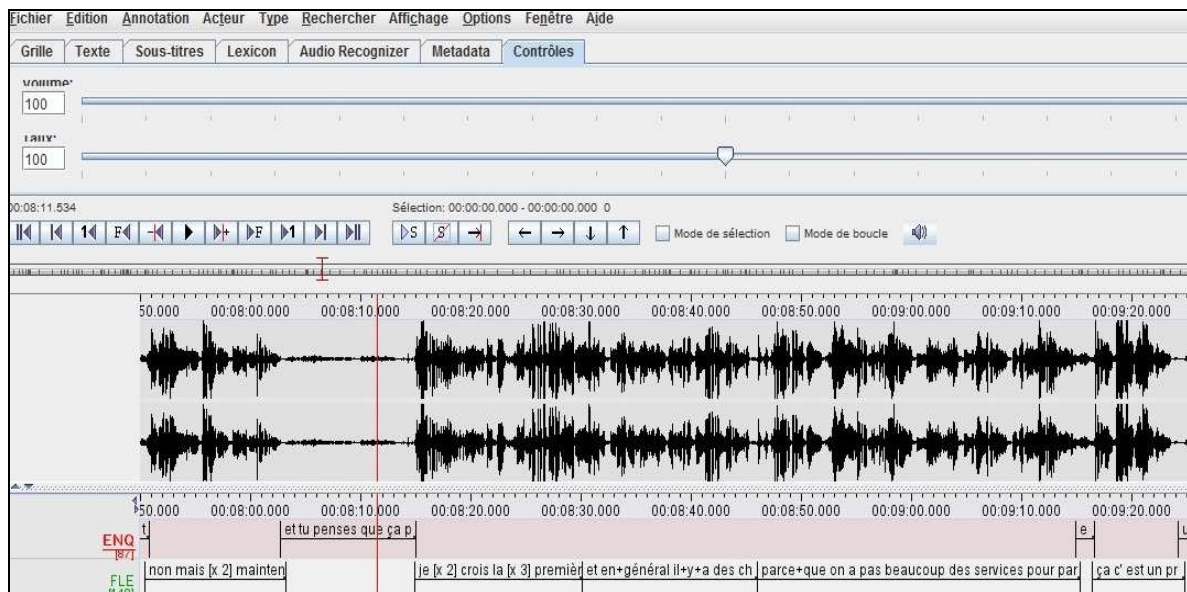 Fichier Edition Annotation Acteur Type Rechercher Affichage Options Fenêtre Aide
Grille Texte Sous-titres Lexicon Audio Recognizer Metadata Contrôles
Volume:
100
Taux:
100
00:08:11.534 Sélection: 00:00:00.000 - 00:00:00.000 0
1 F - + F 1 S S Mode de sélection Mode de boucle
50.000 00:08:00.000 00:08:10.000 00:08:20.000 00:08:30.000 00:08:40.000 00:08:50.000 00:09:00.000 00:09:10.000 00:09:20.000
50.000 00:08:00.000 00:08:10.000 00:08:20.000 00:08:30.000 00:08:40.000 00:08:50.000 00:09:00.000 00:09:10.000 00:09:20.000
ENQ t et tu penses que ça p e u
[87]
FLE non mais [x 2] mainten je [x 2] crois la [x 3] premièr et en+général il+y+a des ch parce+que on a pas beaucoup des services pour par ça c' est un pr